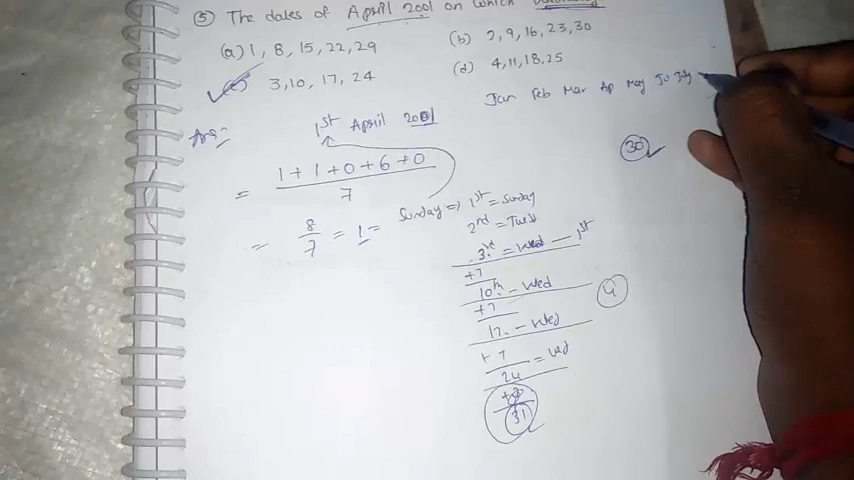 ⑤ The dates of April 2001 on which
(a) 1, 8, 15, 22, 29
(b) 2, 9, 16, 23, 30
(c) 3, 10, 17, 24
(d) 4, 11, 18, 25
Jan Feb Mar Ap May Ju July
Ans:-
1st April 2001
30
= 1+1+0+6+0 / 7
= 8/7 = 1 =
Sunday => 1st = Sunday
2nd = Tues
3rd = Wed — 1st
+7
10th - Wed
+7
17. - Wed
+7
24 = Wed
4
31